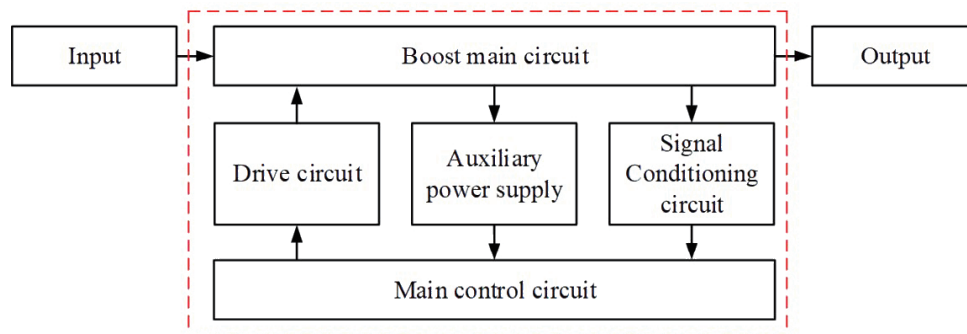 Input
Boost main circuit
Output
Drive circuit
Auxiliary
power supply
Signal
Conditioning
circuit
Main control circuit